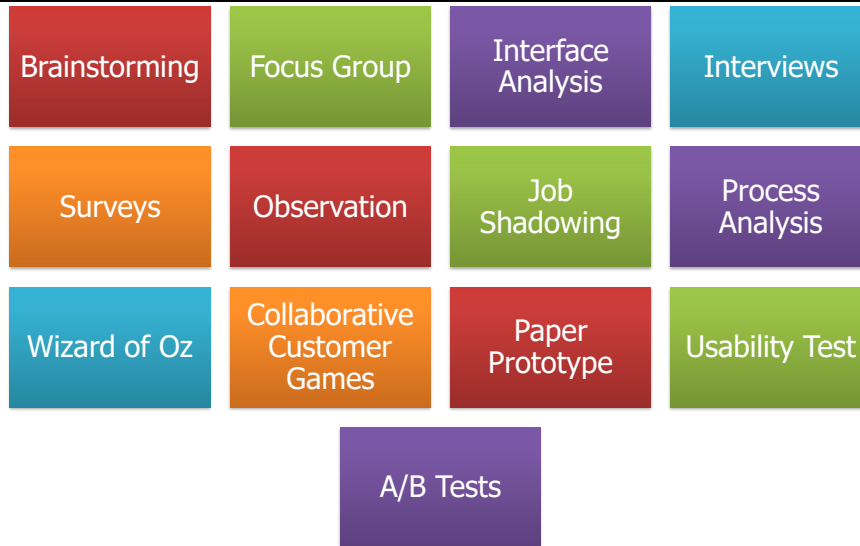 Brainstorming
Focus Group
Interface
Analysis
Interviews
Surveys
Observation
Job
Shadowing
Process
Analysis
Wizard of Oz
Collaborative
Customer
Games
Paper
Prototype
Usability Test
A/B Tests